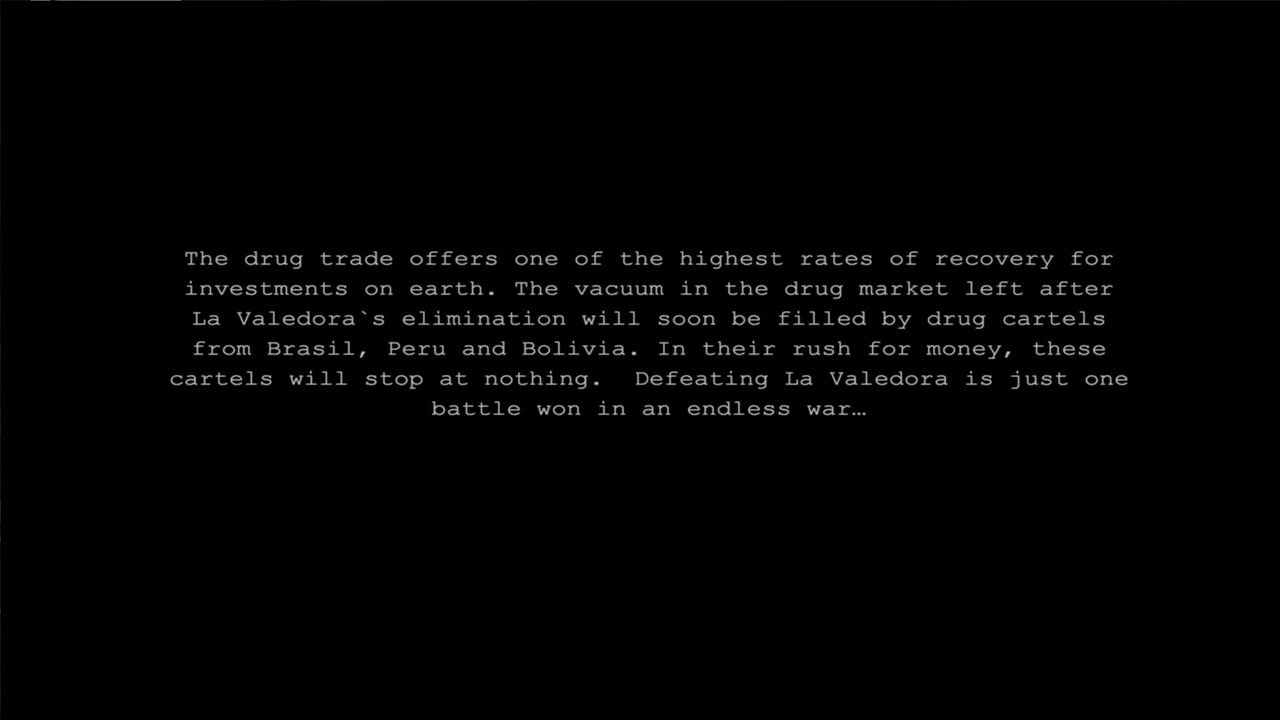 The drug trade offers one of the highest rates of recovery for
investments on earth. The vacuum in the drug market left after
La Valedora`s elimination will soon be filled by drug cartels
from Brasil, Peru and Bolivia. In their rush for money, these
cartels will stop at nothing.  Defeating La Valedora is just one
battle won in an endless war…